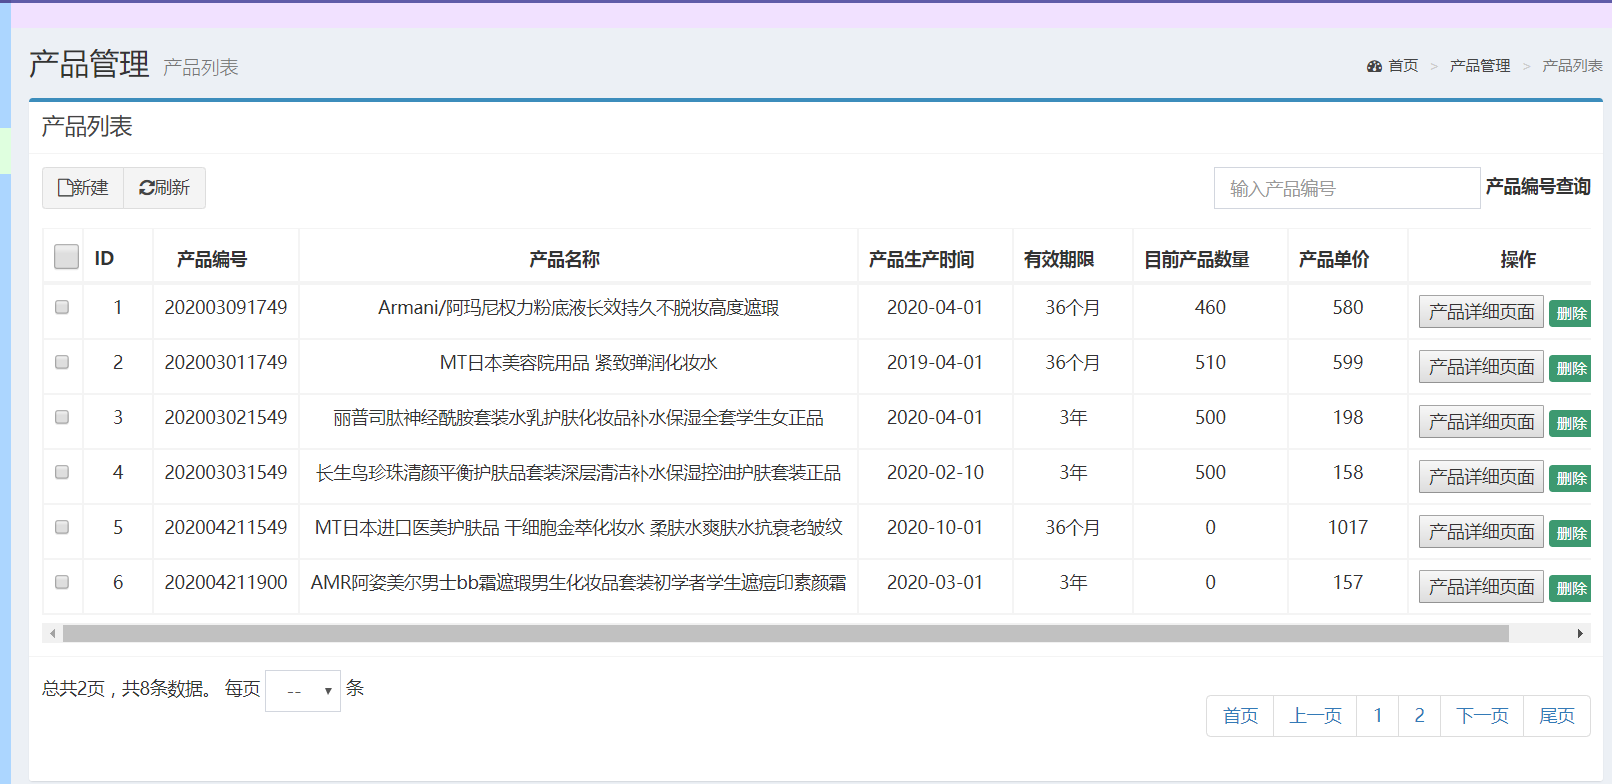 产品管理 产品列表
首页 > 产品管理 > 产品列表
产品列表
新建 刷新 输入产品编号 产品编号查询
ID 产品编号 产品名称 产品生产时间 有效期限 目前产品数量 产品单价 操作
1 202003091749 Armani/阿玛尼权力粉底液长效持久不脱妆高度遮瑕 2020-04-01 36个月 460 580 产品详细页面 删除
2 202003011749 MT日本美容院用品 紧致弹润化妆水 2019-04-01 36个月 510 599 产品详细页面 删除
3 202003021549 丽普司肽神经酰胺套装水乳护肤化妆品补水保湿全套学生女正品 2020-04-01 3年 500 198 产品详细页面 删除
4 202003031549 长生鸟珍珠清颜平衡护肤品套装深层清洁补水保湿控油护肤套装正品 2020-02-10 3年 500 158 产品详细页面 删除
5 202004211549 MT日本进口医美护肤品 干细胞金萃化妆水 柔肤水爽肤水抗衰老皱纹 2020-10-01 36个月 0 1017 产品详细页面 删除
6 202004211900 AMR阿姿美尔男士bb霜遮瑕男生化妆品套装初学者学生遮痘印素颜霜 2020-03-01 3年 0 157 产品详细页面 删除
总共2页，共8条数据。 每页 -- 条
首页 上一页 1 2 下一页 尾页